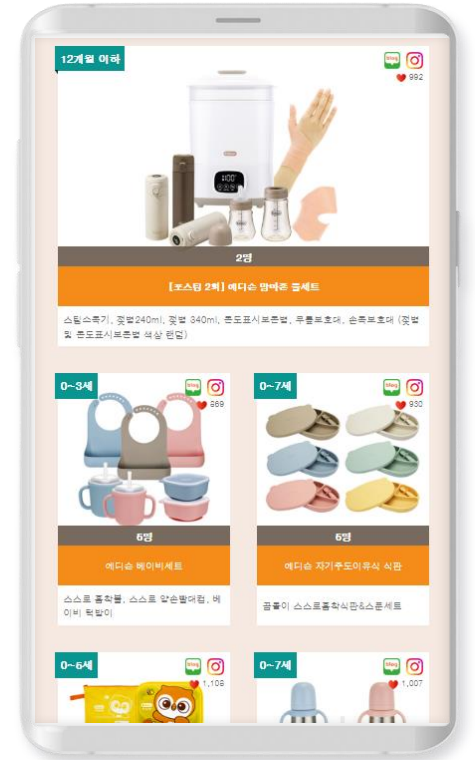 12개월 이하
blog
992
11:00
2명
[포스팅 2회] 에디슨 맘마존 풀세트
스팀소독기, 젖병240ml, 젖병 340ml, 온도표시보온병, 무릎보호대, 손목보호대 (젖병
및 온도표시보온병 색상 랜덤)
0~3세
blog
869
0~7세
blog
930
5명
5명
에디슨 베이비세트
에디슨 자기주도이유식 식판
스스로 흡착볼, 스스로 양손빨대컵, 베
이비 턱받이
곰돌이 스스로흡착식판&스푼세트
0~6세
blog
1,108
0~7세
blog
1,007